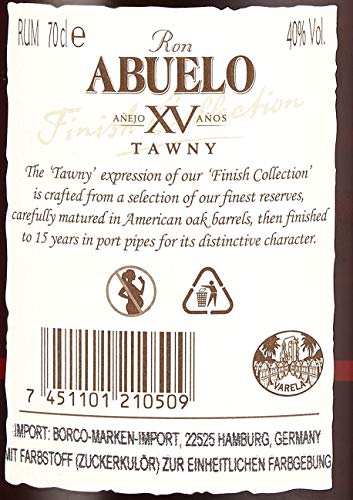 RUM 70cl e Ron 40% Vol.
ABUELO
Finish Collection
AÑEJO XV AÑOS
TAWNY
The 'Tawny' expression of our 'Finish Collection'
is crafted from a selection of our finest reserves,
carefully matured in American oak barrels, then finished
to 15 years in port pipes for its distinctive character.
VARELA
7 451101 210509
IMPORT: BORCO-MARKEN-IMPORT, 22525 HAMBURG, GERMANY
MIT FARBSTOFF (ZUCKERKULÖR) ZUR EINHEITLICHEN FARBGEBUNG